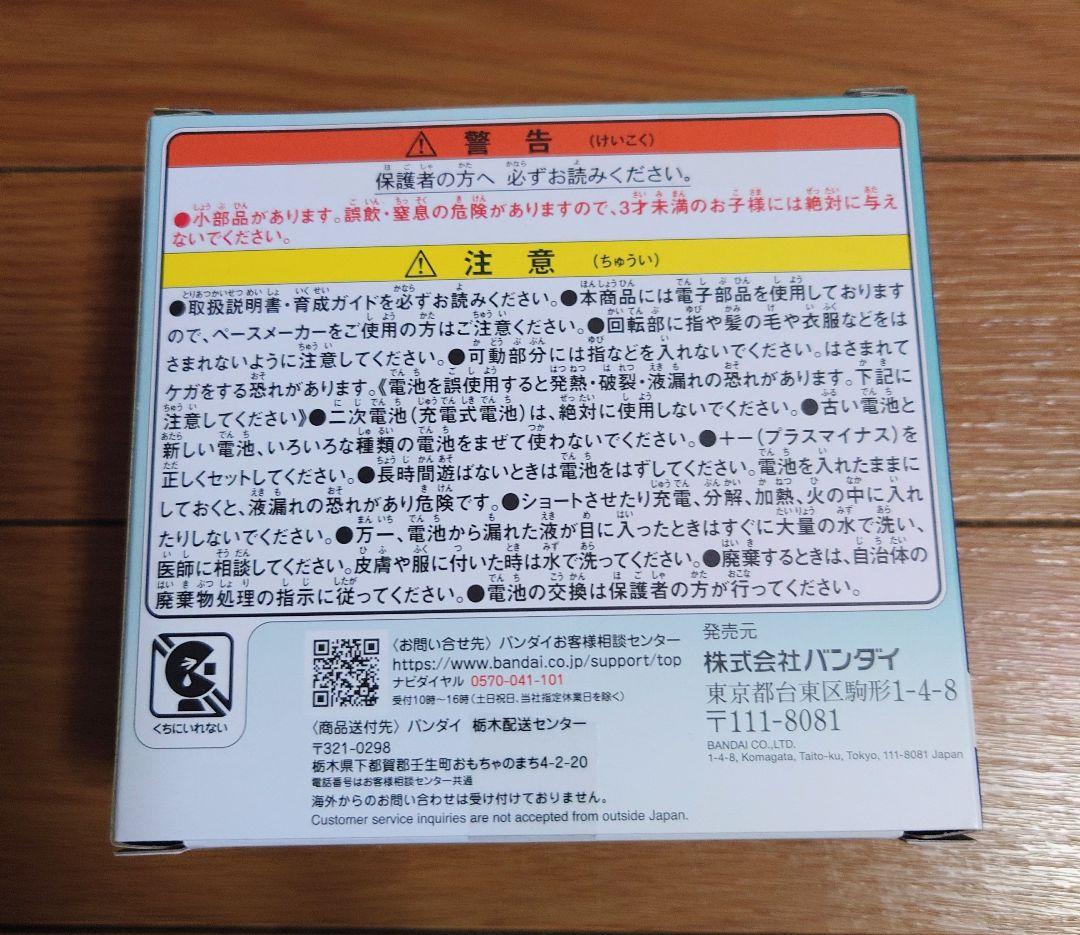 ⚠ 警告 (けいこく)
保護者の方へ 必ずお読みください。
●小部品があります。誤飲・窒息の危険がありますので、3才未満のお子様には絶対に与え
ないでください。
⚠ 注意 (ちゅうい)
●取扱説明書・育成ガイドを必ずお読みください。●本商品には電子部品を使用しております
ので、ペースメーカーをご使用の方はご注意ください。●回転部に指や髪の毛や衣服などをは
さまれないように注意してください。●可動部分には指などを入れないでください。はさまれて
ケガをする恐れがあります。《電池を誤使用すると発熱・破裂・液漏れの恐れがあります。下記に
注意してください》●二次電池(充電式電池)は、絶対に使用しないでください。●古い電池と
新しい電池、いろいろな種類の電池をまぜて使わないでください。●+−(プラスマイナス)を
正しくセットしてください。●長時間遊ばないときは電池をはずしてください。電池を入れたままに
しておくと、液漏れの恐れがあり危険です。●ショートさせたり充電、分解、加熱、火の中に入れ
たりしないでください。●万一、電池から漏れた液が目に入ったときはすぐに大量の水で洗い、
医師に相談してください。皮膚や服に付いた時は水で洗ってください。●廃棄するときは、自治体の
廃棄物処理の指示に従ってください。●電池の交換は保護者の方が行ってください。
くちにいれない
〈お問い合せ先〉バンダイお客様相談センター
https://www.bandai.co.jp/support/top
ナビダイヤル 0570-041-101
受付10時〜16時(土日祝日、当社指定休業日を除く)
〈商品送付先〉バンダイ 栃木配送センター
〒321-0298
栃木県下都賀郡壬生町おもちゃのまち4-2-20
電話番号はお客様相談センター共通
海外からのお問い合わせは受け付けておりません。
Customer service inquiries are not accepted from outside Japan.
発売元
株式会社バンダイ
東京都台東区駒形1-4-8
〒111-8081
BANDAI CO.,LTD.
1-4-8, Komagata, Taito-ku, Tokyo, 111-8081 Japan